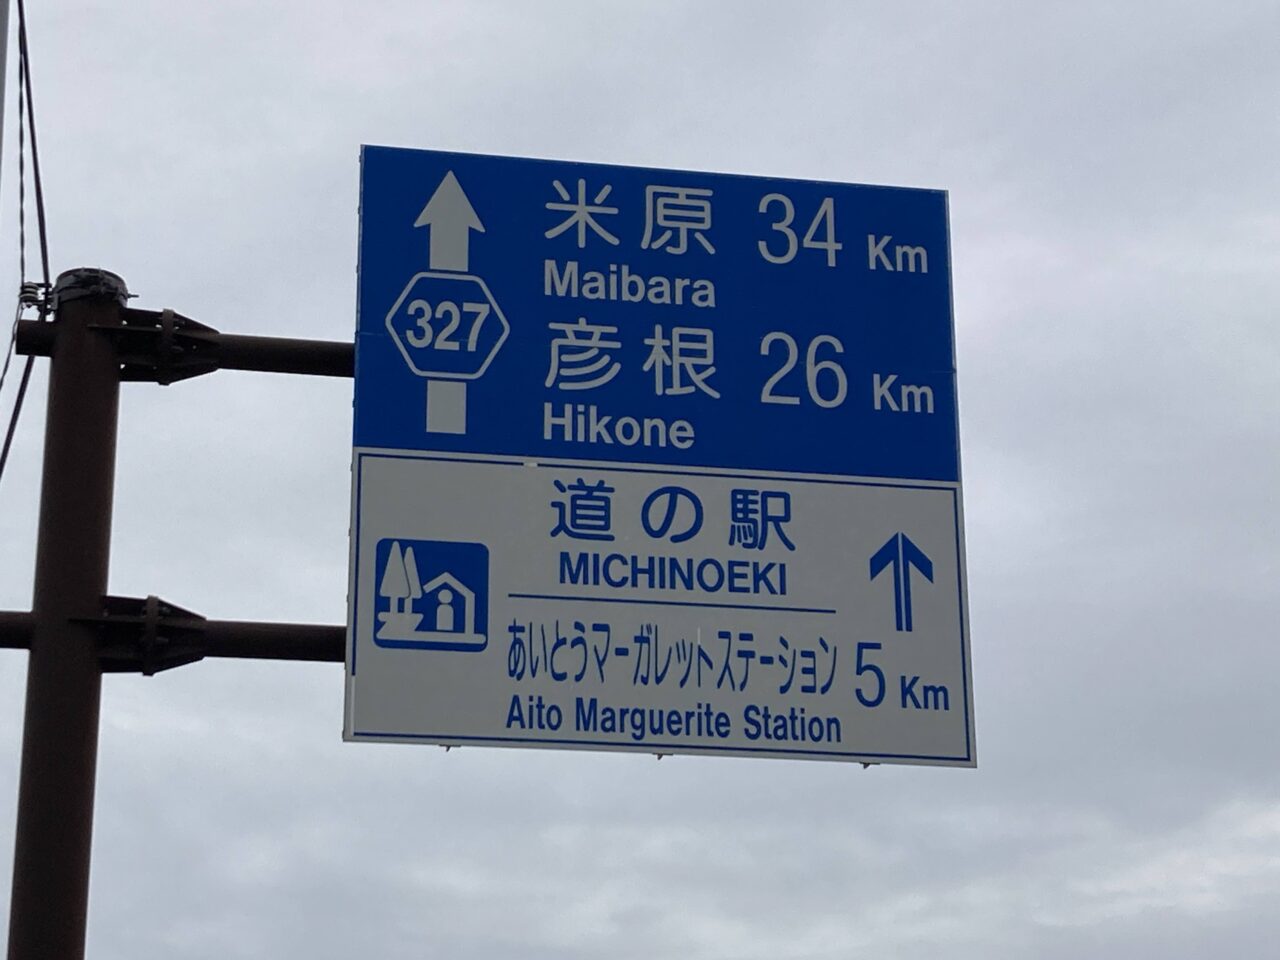 米原 34 Km
Maibara
327
彦根 26 Km
Hikone
道の駅
MICHINOEKI
あいとうマーガレットステーション 5 Km
Aito Marguerite Station